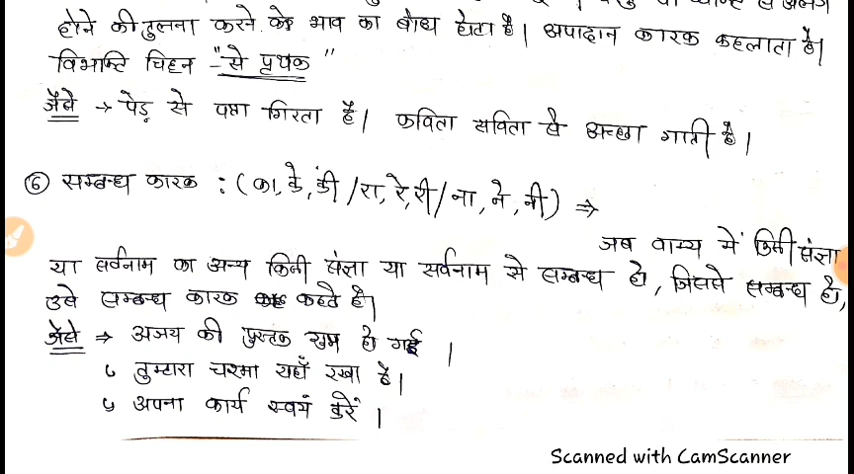 होने की तुलना करने के भाव का बोध होता है। अपादान कारक कहलाता है।
विभक्ति चिह्न - "से पृथक"
जैसे → पेड़ से पत्ता गिरता है। कविता सविता से अच्छा गाती है।
⑥ सम्बन्ध कारक : (का, के, की / रा, रे, री / ना, ने, नी) ⇒
जब वाक्य में किसी संज्ञा
या सर्वनाम का अन्य किसी संज्ञा या सर्वनाम से सम्बन्ध हो, जिससे सम्बन्ध है,
उसे सम्बन्ध कारक कहते है।
जैसे ⇒ अजय की पुस्तक गुम हो गई।
तुम्हारा चश्मा यहाँ रखा है।
अपना कार्य स्वयं करें।
Scanned with CamScanner